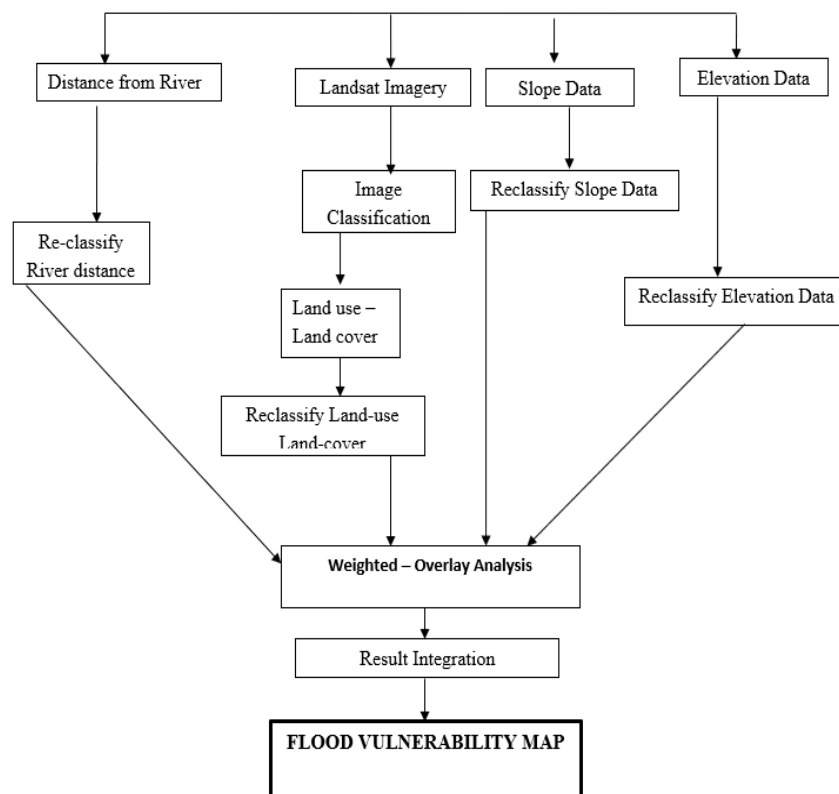 Distance from River
Landsat Imagery
Slope Data
Elevation Data
Image
Classification
Reclassify Slope Data
Re-classify
River distance
Reclassify Elevation Data
Land use –
Land cover
Reclassify Land-use
Land-cover
Weighted – Overlay Analysis
Result Integration
FLOOD VULNERABILITY MAP